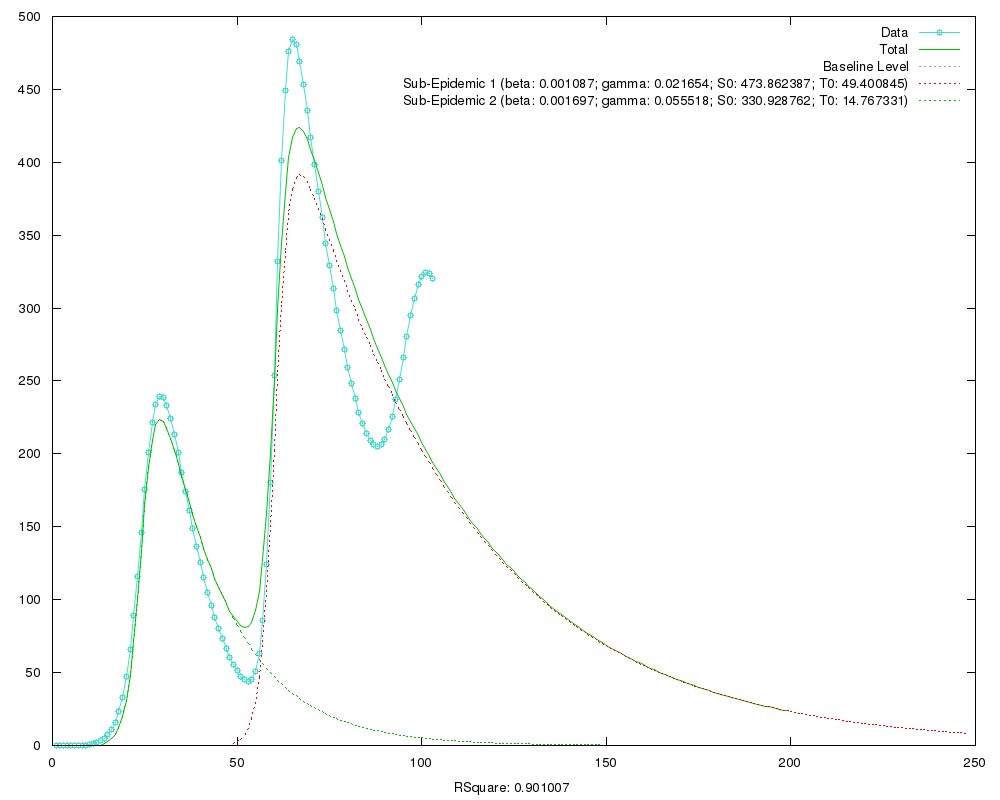 500
450
400
350
300
250
200
150
100
50
0
Data
Total
Baseline Level
Sub-Epidemic 1 (beta: 0.001087; gamma: 0.021654; S0: 473.862387; T0: 49.400845)
Sub-Epidemic 2 (beta: 0.001697; gamma: 0.055518; S0: 330.928762; T0: 14.767331)
0 50 100 150 200 250
RSquare: 0.901007